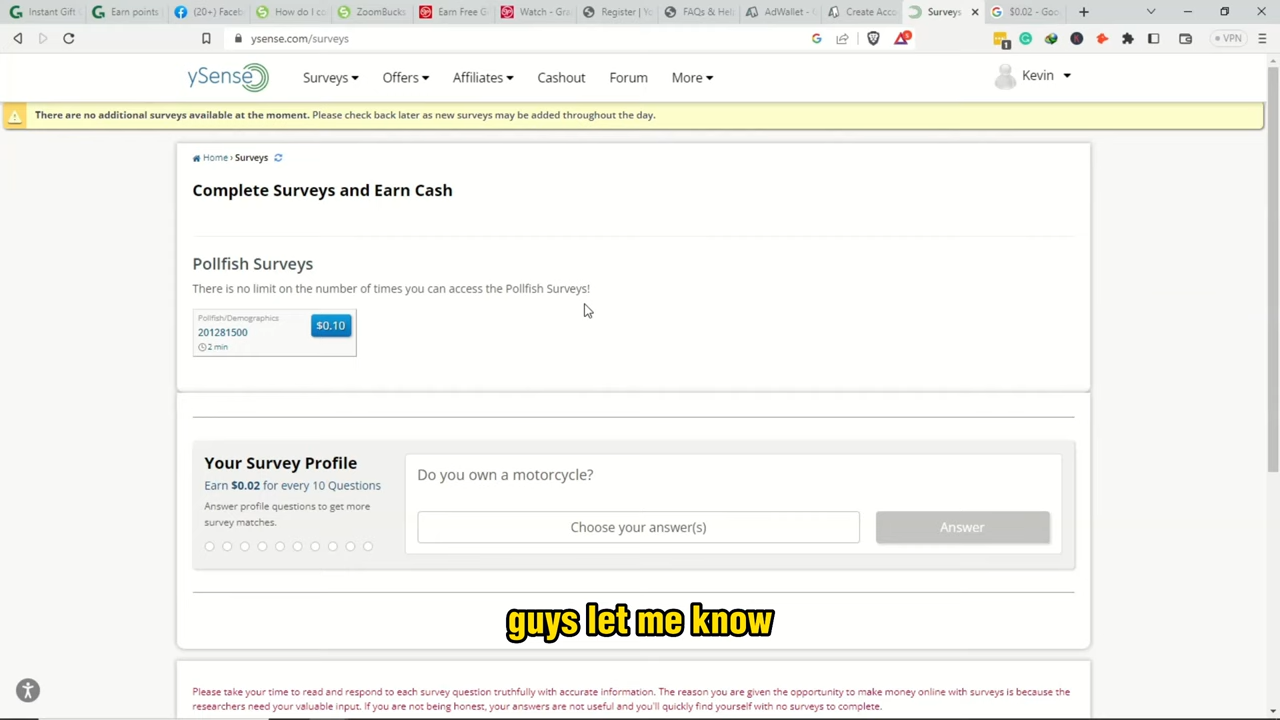 Instant Gift
Earn points
(20+) Faceb
How do I co
ZoomBucks
Earn Free G
Watch - Gra
Register | Y
FAQs & Help
AdWallet - G
Create Acco
Surveys
$0.02 - Goo
ysense.com/surveys
VPN
ySense
Surveys
Offers
Affiliates
Cashout
Forum
More
Kevin
There are no additional surveys available at the moment. Please check back later as new surveys may be added throughout the day.
Home › Surveys
Complete Surveys and Earn Cash
Pollfish Surveys
There is no limit on the number of times you can access the Pollfish Surveys!
Pollfish/Demographics
201281500
$0.10
2 min
Your Survey Profile
Earn $0.02 for every 10 Questions
Answer profile questions to get more
survey matches.
Do you own a motorcycle?
Choose your answer(s)
Answer
guys let me know
Please take your time to read and respond to each survey question truthfully with accurate information. The reason you are given the opportunity to make money online with surveys is because the
researchers need your valuable input. If you are not being honest, your answers are not useful and you'll quickly find yourself with no surveys to complete.